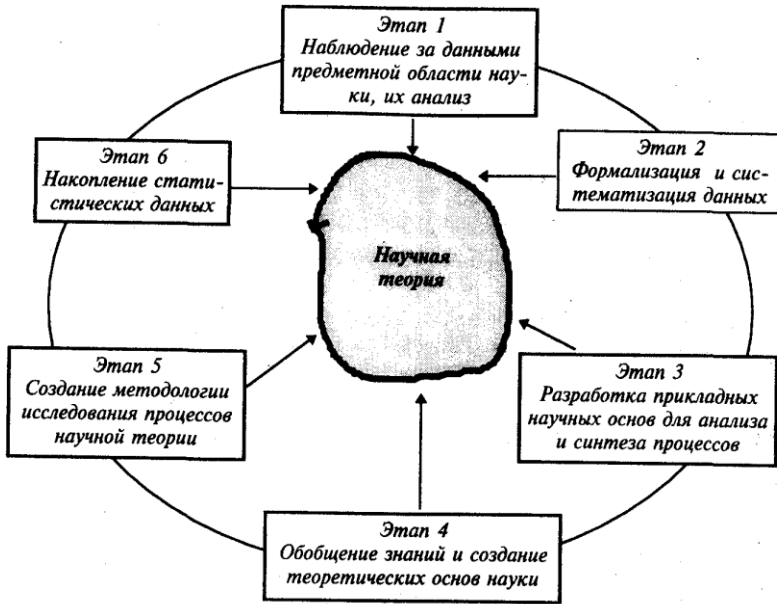 Этап 1
Наблюдение за данными
предметной области нау-
ки, их анализ
Этап 2
Формализация и сис-
тематизация данных
Этап 3
Разработка прикладных
научных основ для анализа
и синтеза процессов
Этап 4
Обобщение знаний и создание
теоретических основ науки
Этап 5
Создание методологии
исследования процессов
научной теории
Этап 6
Накопление стати-
стических данных
Научная
теория